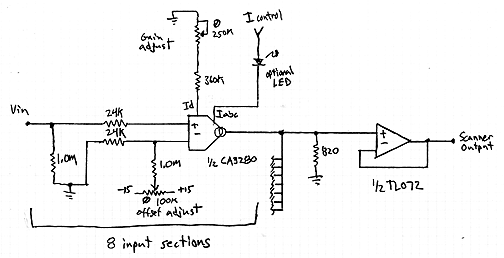 I control
Gain
adjust
Ø
250K
360K
optional
LED
Id
Iabc
Vin
24K
24K
+
-
1.0M
1.0M
1/2 CA3280
-15
+15
Ø 100K
offset adjust
820
+
-
1/2 TL072
Scanner
Output
8 input sections